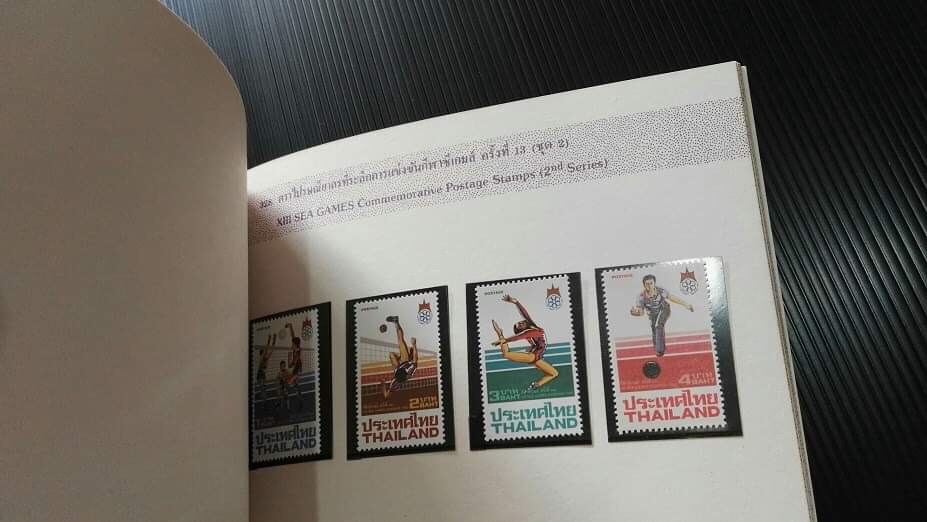 328 ตราไปรษณียากรที่ระลึกการแข่งขันกีฬาซีเกมส์ ครั้งที่ 13 (ชุด 2)
XIII SEA GAMES Commemorative Postage Stamps (2nd Series)
ประเทศไทย
THAILAND
POSTAGE
2 บาท
BAHT
ประเทศไทย
THAILAND
POSTAGE
3 บาท
BAHT
ประเทศไทย
THAILAND
POSTAGE
4 บาท
BAHT
ประเทศไทย
THAILAND